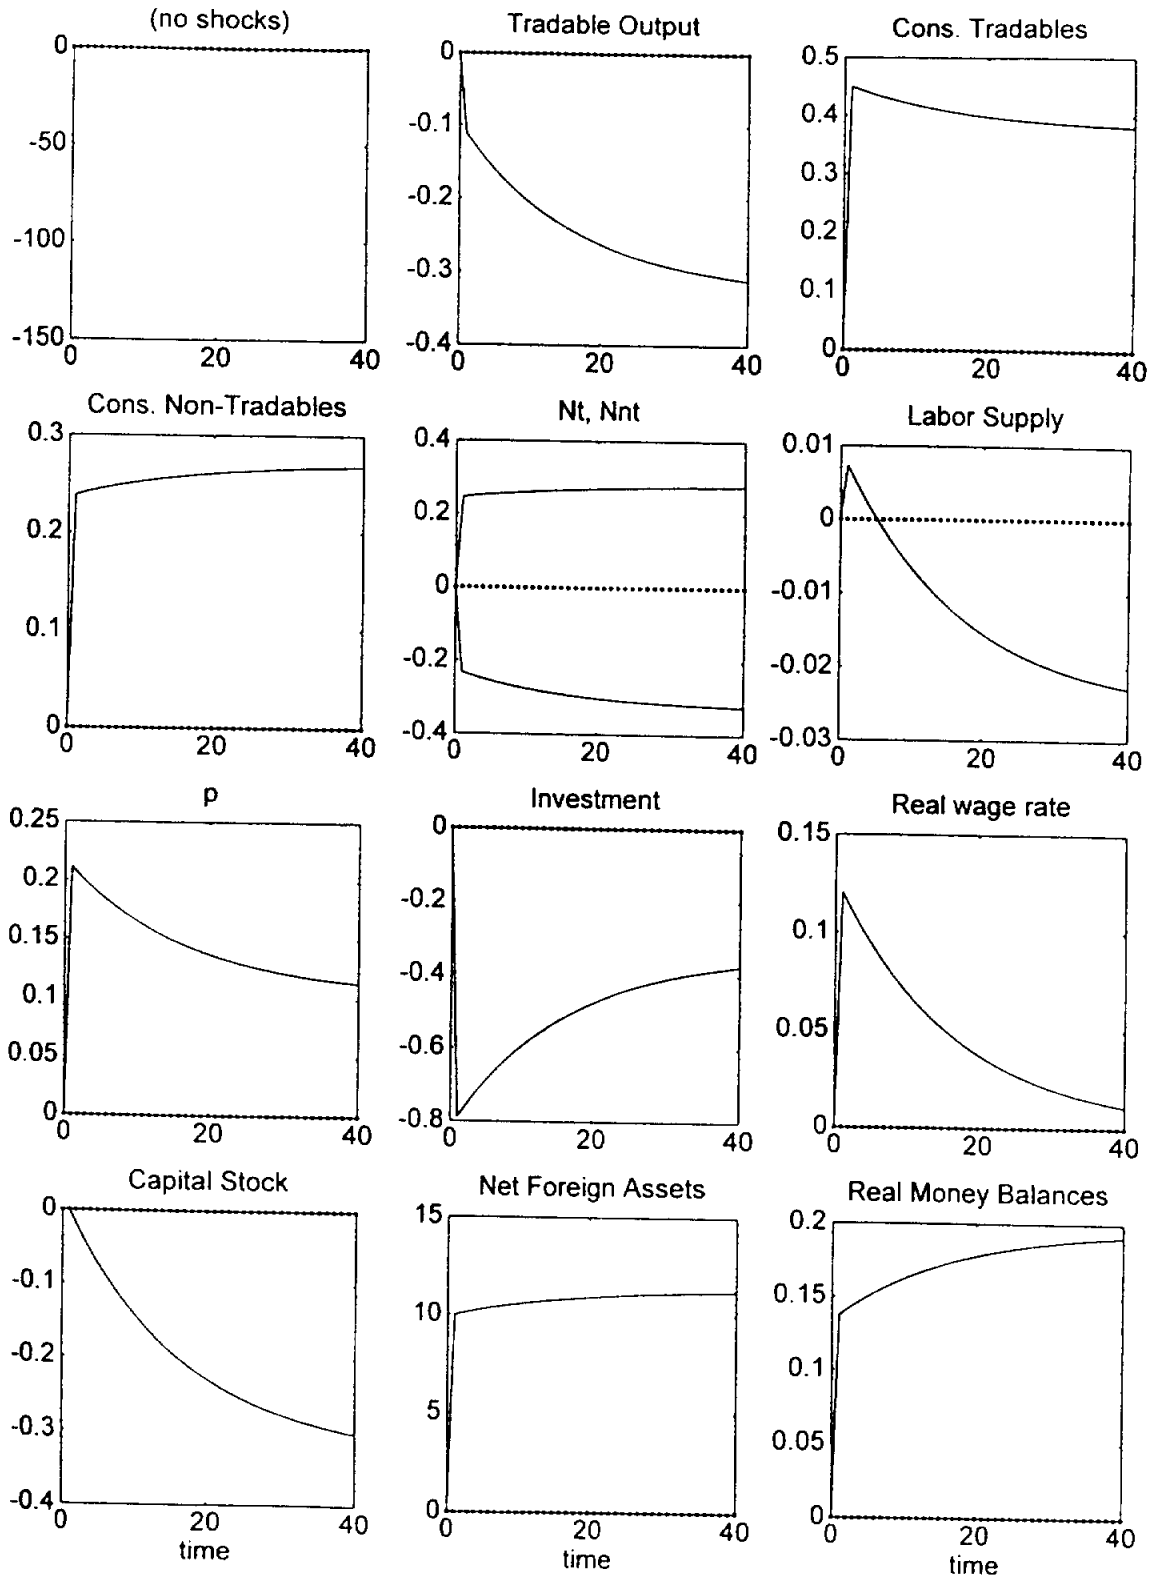 (no shocks)
0
-50
-100
-150
0 20 40
Tradable Output
0
-0.1
-0.2
-0.3
-0.4
0 20 40
Cons. Tradables
0.5
0.4
0.3
0.2
0.1
0
0 20 40
Cons. Non-Tradables
0.3
0.2
0.1
0
0 20 40
Nt, Nnt
0.4
0.2
0
-0.2
-0.4
0 20 40
Labor Supply
0.01
0
-0.01
-0.02
-0.03
0 20 40
p
0.25
0.2
0.15
0.1
0.05
0
0 20 40
Investment
0
-0.2
-0.4
-0.6
-0.8
0 20 40
Real wage rate
0.15
0.1
0.05
0
0 20 40
Capital Stock
0
-0.1
-0.2
-0.3
-0.4
0 20 40
time
Net Foreign Assets
15
10
5
0
0 20 40
time
Real Money Balances
0.2
0.15
0.1
0.05
0
0 20 40
time